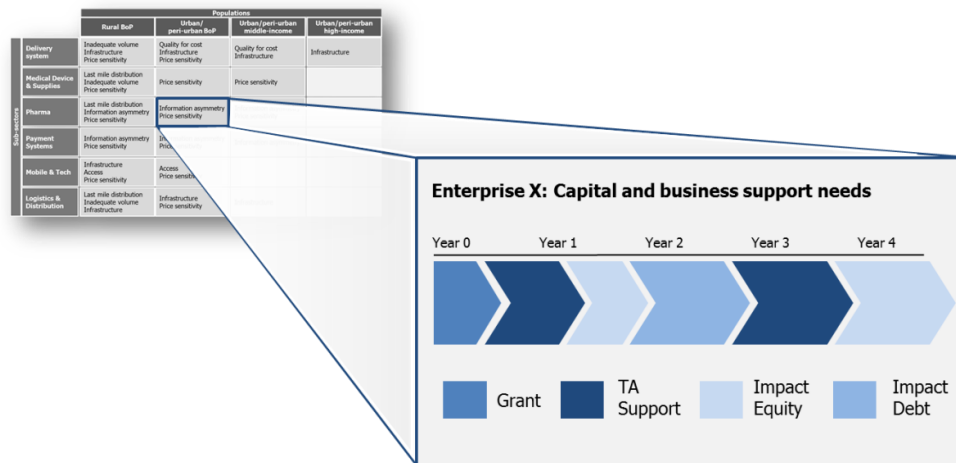 Populations
Rural BoP
Urban/
peri-urban BoP
Urban/peri-urban
middle-income
Urban/peri-urban
high-income
Sub-sectors
Delivery
system
Inadequate volume
Infrastructure
Price sensitivity
Quality for cost
Infrastructure
Price sensitivity
Quality for cost
Infrastructure
Infrastructure
Medical Device
& Supplies
Last mile distribution
Inadequate volume
Price sensitivity
Price sensitivity
Price sensitivity
Pharma
Last mile distribution
Information asymmetry
Price sensitivity
Information asymmetry
Price sensitivity
Payment
Systems
Information asymmetry
Price sensitivity
Mobile & Tech
Infrastructure
Access
Price sensitivity
Access
Price sensitivity
Logistics &
Distribution
Last mile distribution
Inadequate volume
Infrastructure
Infrastructure
Price sensitivity
Enterprise X: Capital and business support needs
Year 0 Year 1 Year 2 Year 3 Year 4
Grant
TA
Support
Impact
Equity
Impact
Debt